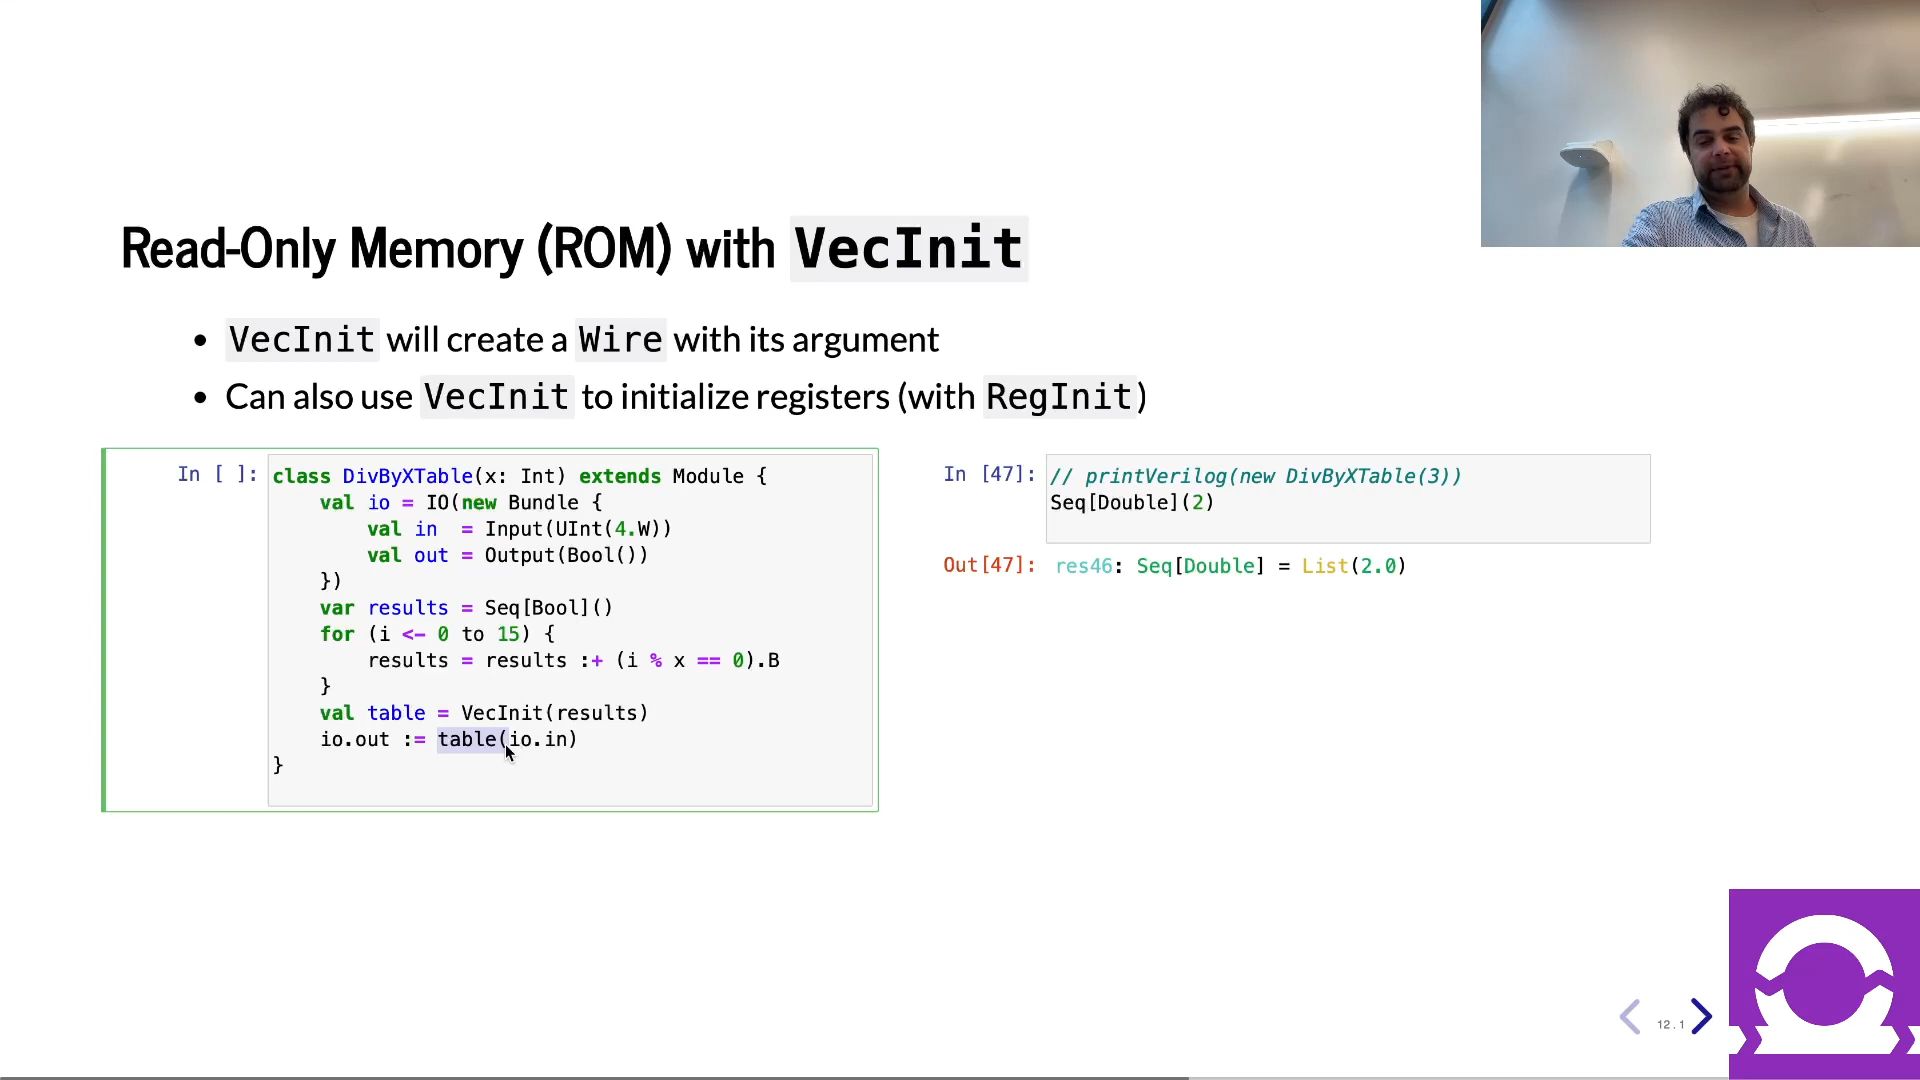 Read-Only Memory (ROM) with VecInit
• VecInit will create a Wire with its argument
• Can also use VecInit to initialize registers (with RegInit)
In [ ]:
class DivByXTable(x: Int) extends Module {
    val io = IO(new Bundle {
        val in  = Input(UInt(4.W))
        val out = Output(Bool())
    })
    var results = Seq[Bool]()
    for (i <- 0 to 15) {
        results = results :+ (i % x == 0).B
    }
    val table = VecInit(results)
    io.out := table(io.in)
}
In [47]:
// printVerilog(new DivByXTable(3))
Seq[Double](2)
Out[47]:
res46: Seq[Double] = List(2.0)
12.1